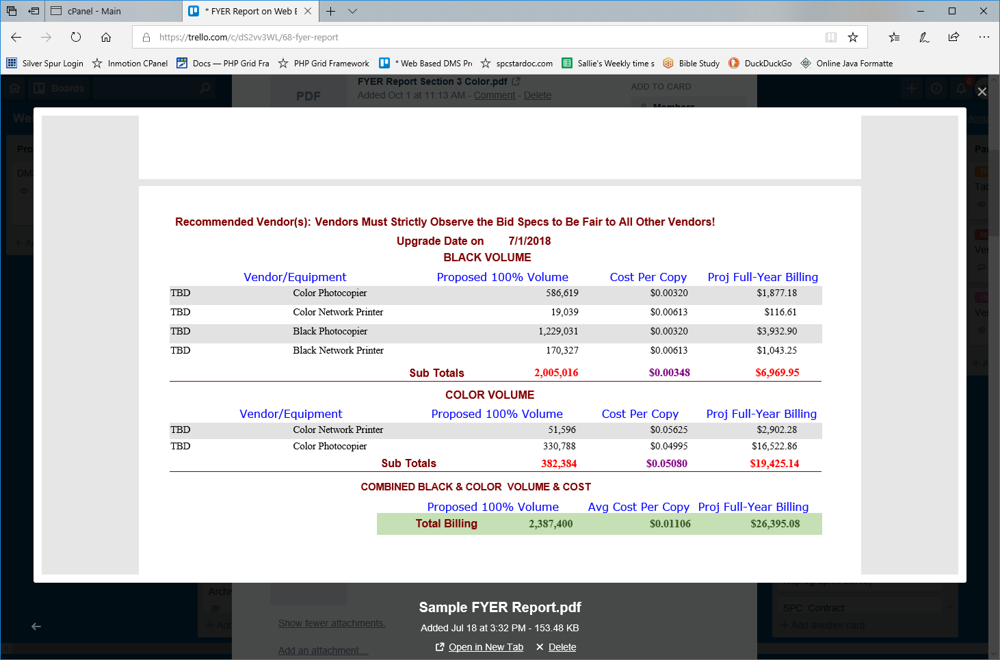 cPanel - Main
* FYER Report on Web E
https://trello.com/c/dS2vv3WL/68-fyer-report
Silver Spur Login
Inmotion CPanel
Docs — PHP Grid Fra
PHP Grid Framework
* Web Based DMS Pr
spcstardoc.com
Sallie's Weekly time s
Bible Study
DuckDuckGo
Online Java Formatte
Boards
PDF
FYER Report Section 3 Color.pdf
Added Oct 1 at 11:13 AM - Comment - Delete
ADD TO CARD
Members
6
Menu
Recommended Vendor(s): Vendors Must Strictly Observe the Bid Specs to Be Fair to All Other Vendors!
Upgrade Date on 7/1/2018
BLACK VOLUME
Vendor/Equipment Proposed 100% Volume Cost Per Copy Proj Full-Year Billing
TBD Color Photocopier 586,619 $0.00320 $1,877.18
TBD Color Network Printer 19,039 $0.00613 $116.61
TBD Black Photocopier 1,229,031 $0.00320 $3,932.90
TBD Black Network Printer 170,327 $0.00613 $1,043.25
Sub Totals 2,005,016 $0.00348 $6,969.95
COLOR VOLUME
Vendor/Equipment Proposed 100% Volume Cost Per Copy Proj Full-Year Billing
TBD Color Network Printer 51,596 $0.05625 $2,902.28
TBD Color Photocopier 330,788 $0.04995 $16,522.86
Sub Totals 382,384 $0.05080 $19,425.14
COMBINED BLACK & COLOR VOLUME & COST
Proposed 100% Volume Avg Cost Per Copy Proj Full-Year Billing
Total Billing 2,387,400 $0.01106 $26,395.08
Archi
SPC Contract
+ Add another card
+ Add
Show fewer attachments.
Add an attachment...
Sample FYER Report.pdf
Added Jul 18 at 3:32 PM - 153.48 KB
Open in New Tab
Delete